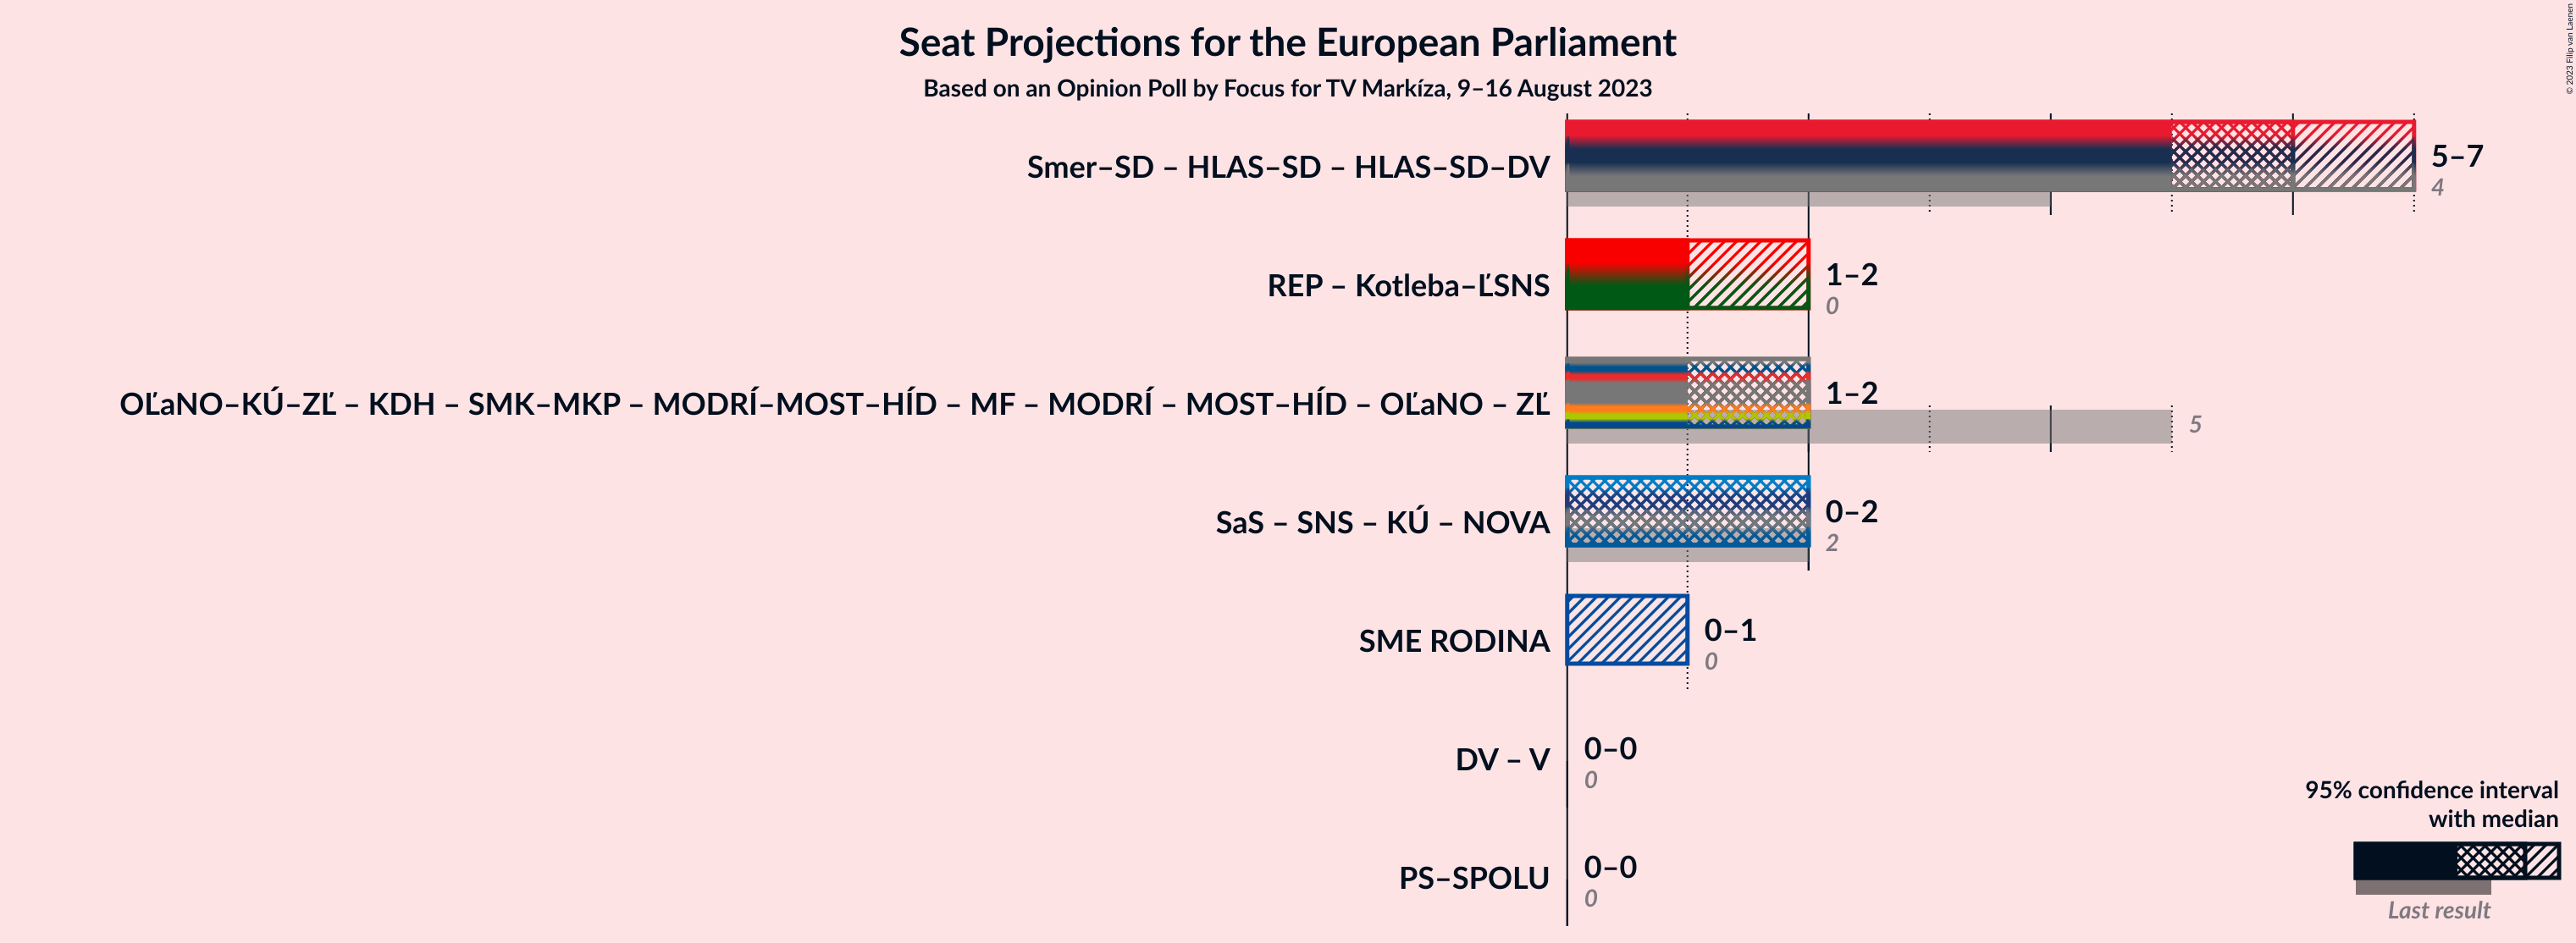 Seat Projections for the European Parliament
Based on an Opinion Poll by Focus for TV Markíza, 9–16 August 2023
© 2023 Filip van Laenen
Smer–SD – HLAS–SD – HLAS–SD–DV
5–7
4
REP – Kotleba–ĽSNS
1–2
0
OĽaNO–KÚ–ZĽ – KDH – SMK–MKP – MODRÍ–MOST–HÍD – MF – MODRÍ – MOST–HÍD – OĽaNO – ZĽ
1–2
5
SaS – SNS – KÚ – NOVA
0–2
2
SME RODINA
0–1
0
DV – V
0–0
0
PS–SPOLU
0–0
0
95% confidence interval
with median
Last result